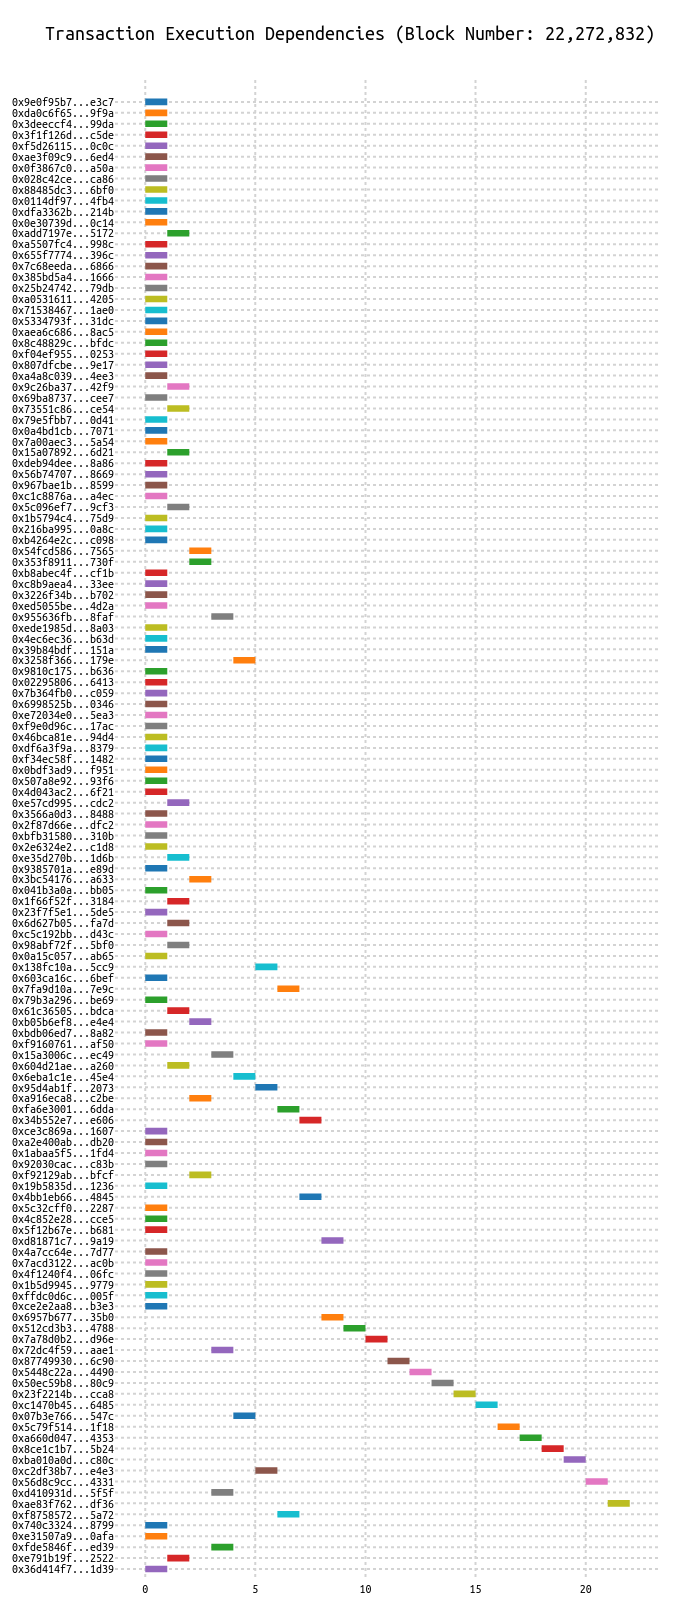 Transaction Execution Dependencies (Block Number: 22,272,832)
0x9e0f95b7...e3c7
0xda0c6f65...9f9a
0x3deeccf4...99da
0x3f1f126d...c5de
0xf5d26115...0c0c
0xae3f09c9...6ed4
0x0f3867c0...a50a
0x028c42ce...ca86
0x88485dc3...6bf0
0x0114df97...4fb4
0xdfa3362b...214b
0x0e30739d...0c14
0xadd7197e...5172
0xa5507fc4...998c
0x655f7774...396c
0x7c68eeda...6866
0x385bd5a4...1666
0x25b24742...79db
0xa0531611...4205
0x71538467...1ae0
0x5334793f...31dc
0xaea6c686...8ac5
0x8c48829c...bfdc
0xf04ef955...0253
0x807dfcbe...9e17
0xa4a8c039...4ee3
0x9c26ba37...42f9
0x69ba8737...cee7
0x73551c86...ce54
0x79e5fbb7...0d41
0x0a4bd1cb...7071
0x7a00aec3...5a54
0x15a07892...6d21
0xdeb94dee...8a86
0x56b74707...8669
0x967bae1b...8599
0xc1c8876a...a4ec
0x5c096ef7...9cf3
0x1b5794c4...75d9
0x216ba995...0a8c
0xb4264e2c...c098
0x54fcd586...7565
0x353f8911...730f
0xb8abec4f...cf1b
0xc8b9aea4...33ee
0x3226f34b...b702
0xed5055be...4d2a
0x955636fb...8faf
0xede1985d...8a03
0x4ec6ec36...b63d
0x39b84bdf...151a
0x3258f366...179e
0x9810c175...b636
0x02295806...6413
0x7b364fb0...c059
0x6998525b...0346
0xe72034e0...5ea3
0xf9e0d96c...17ac
0x46bca81e...94d4
0xdf6a3f9a...8379
0xf34ec58f...1482
0x0bdf3ad9...f951
0x507a8e92...93f6
0x4d043ac2...6f21
0xe57cd995...cdc2
0x3566a0d3...8488
0x2f87d66e...dfc2
0xbfb31580...310b
0x2e6324e2...c1d8
0xe35d270b...1d6b
0x9385701a...e89d
0x3bc54176...a633
0x041b3a0a...bb05
0x1f66f52f...3184
0x23f7f5e1...5de5
0x6d627b05...fa7d
0xc5c192bb...d43c
0x98abf72f...5bf0
0x0a15c057...ab65
0x138fc10a...5cc9
0x603ca16c...6bef
0x7fa9d10a...7e9c
0x79b3a296...be69
0x61c36505...bdca
0xb05b6ef8...e4e4
0xbdb06ed7...8a82
0xf9160761...af50
0x15a3006c...ec49
0x604d21ae...a260
0x6eba1c1e...45e4
0x95d4ab1f...2073
0xa916eca8...c2be
0xfa6e3001...6dda
0x34b552e7...e606
0xce3c869a...1607
0xa2e400ab...db20
0x1abaa5f5...1fd4
0x92030cac...c83b
0xf92129ab...bfcf
0x19b5835d...1236
0x4bb1eb66...4845
0x5c32cff0...2287
0x4c852e28...cce5
0x5f12b67e...b681
0xd81871c7...9a19
0x4a7cc64e...7d77
0x7acd3122...ac0b
0x4f1240f4...06fc
0x1b5d9945...9779
0xffdc0d6c...005f
0xce2e2aa8...b3e3
0x6957b677...35b0
0x512cd3b3...4788
0x7a78d0b2...d96e
0x72dc4f59...aae1
0x87749930...6c90
0x5448c22a...4490
0x50ec59b8...80c9
0x23f2214b...cca8
0xc1470b45...6485
0x07b3e766...547c
0x5c79f514...1f18
0xa660d047...4353
0x8ce1c1b7...5b24
0xba010a0d...c80c
0xc2df38b7...e4e3
0x56d8c9cc...4331
0xd410931d...5f5f
0xae83f762...df36
0xf8758572...5a72
0x740c3324...8799
0xe31507a9...0afa
0xfde5846f...ed39
0xe791b19f...2522
0x36d414f7...1d39
0 5 10 15 20